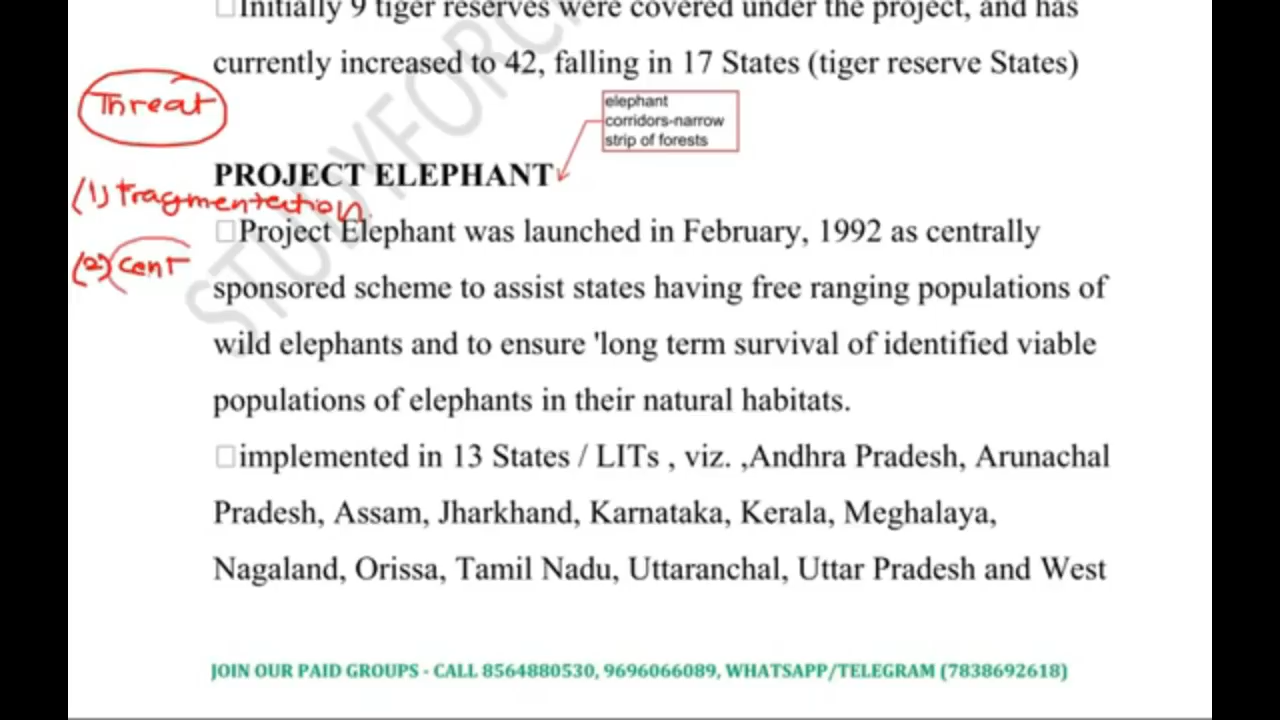 Initially 9 tiger reserves were covered under the project, and has
currently increased to 42, falling in 17 States (tiger reserve States)
Threat
elephant
corridors-narrow
strip of forests
PROJECT ELEPHANT
(1) Fragmentation
Project Elephant was launched in February, 1992 as centrally
(2) Cent
sponsored scheme to assist states having free ranging populations of
wild elephants and to ensure 'long term survival of identified viable
populations of elephants in their natural habitats.
implemented in 13 States / LITs , viz. ,Andhra Pradesh, Arunachal
Pradesh, Assam, Jharkhand, Karnataka, Kerala, Meghalaya,
Nagaland, Orissa, Tamil Nadu, Uttaranchal, Uttar Pradesh and West
JOIN OUR PAID GROUPS - CALL 8564880530, 9696066089, WHATSAPP/TELEGRAM (7838692618)